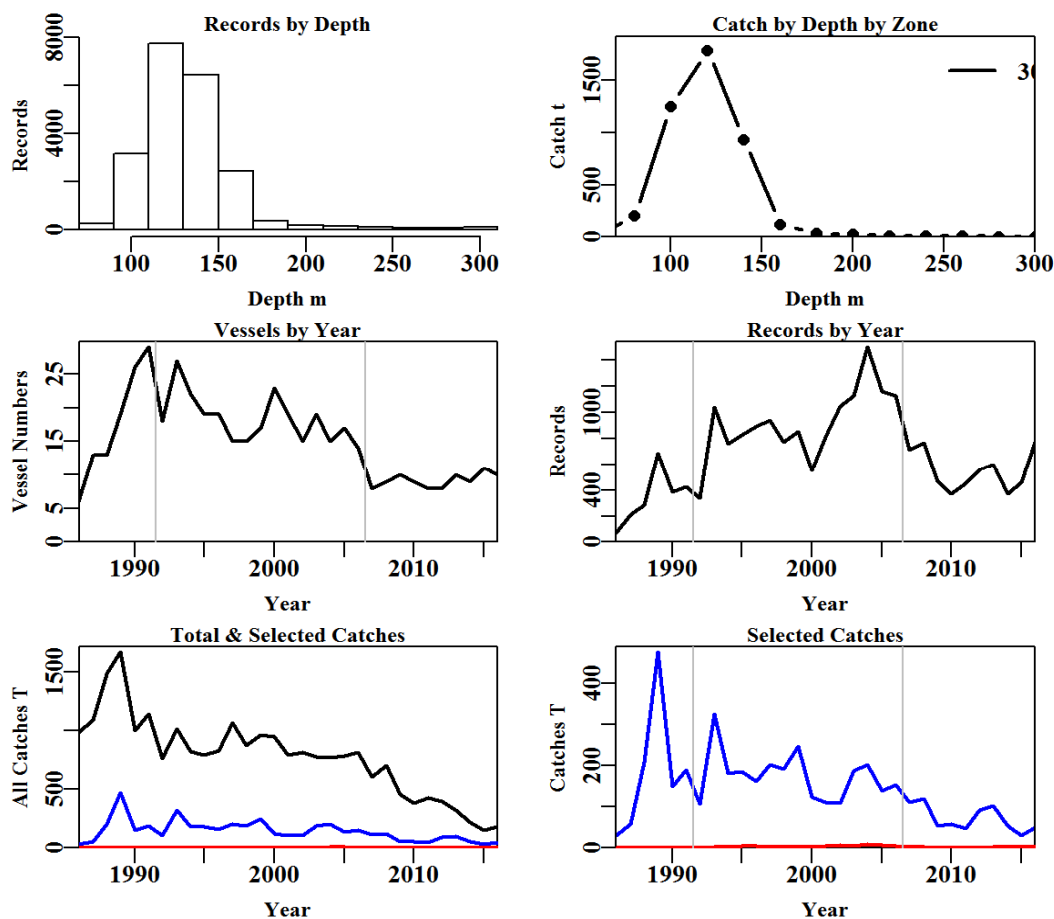 Records by Depth
Records
0 4000 8000
100 150 200 250 300
Depth m
Catch by Depth by Zone
Catch t
0 500 1500
30
100 150 200 250 300
Depth m
Vessels by Year
Vessel Numbers
0 5 15 25
1990 2000 2010
Year
Records by Year
Records
0 400 1000
1990 2000 2010
Year
Total & Selected Catches
All Catches T
0 500 1500
1990 2000 2010
Year
Selected Catches
Catches T
0 200 400
1990 2000 2010
Year